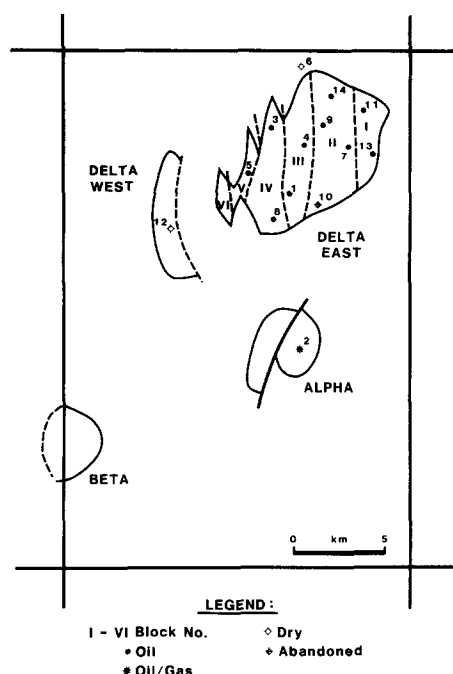 6
14
11
I
3
9
4
II
III
7
13
5
DELTA
WEST
IV
V
VI
1
10
8
12
DELTA
EAST
2
ALPHA
BETA
0 km 5
LEGEND:
I - VI Block No.
Dry
Oil
Abandoned
Oil/Gas